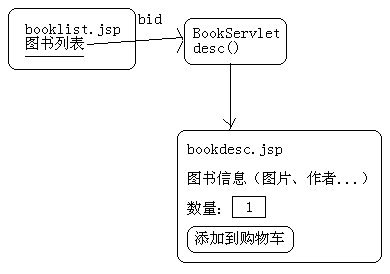 booklist.jsp
图书列表
bid
BookServlet
desc()
bookdesc.jsp
图书信息（图片、作者...）
数量： 1
添加到购物车